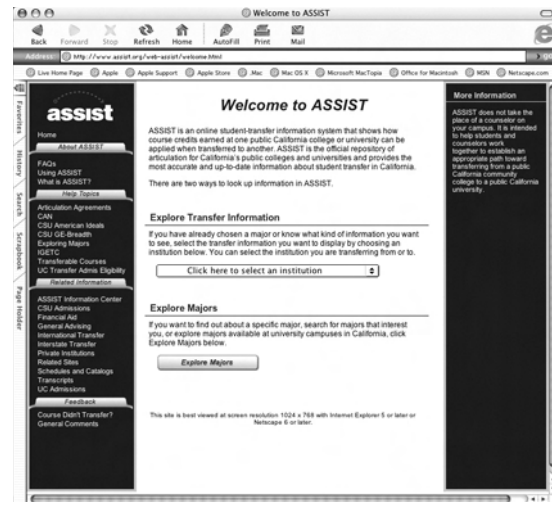 Welcome to ASSIST
Back Forward Stop Refresh Home AutoFill Print Mail
Address: http://www.assist.org/web-assist/welcome.html
Live Home Page Apple Apple Support Apple Store .Mac Mac OS X Microsoft MacTopia Office for Macintosh MSN Netscape.com
Favorites
History
Search
Scrapbook
Page Holder
assist
Home
About ASSIST
FAQs
Using ASSIST
What is ASSIST?
Help Topics
Articulation Agreements
CAN
CSU American Ideals
CSU GE-Breadth
Exploring Majors
IGETC
Transferable Courses
UC Transfer Admis Eligibility
Related Information
ASSIST Information Center
CSU Admissions
Financial Aid
General Advising
International Transfer
Interstate Transfer
Private Institutions
Related Sites
Schedules and Catalogs
Transcripts
UC Admissions
Feedback
Course Didn't Transfer?
General Comments
Welcome to ASSIST
ASSIST is an online student-transfer information system that shows how
course credits earned at one public California college or university can be
applied when transferred to another. ASSIST is the official repository of
articulation for California's public colleges and universities and provides the
most accurate and up-to-date information about student transfer in California.
There are two ways to look up information in ASSIST.
Explore Transfer Information
If you have already chosen a major or know what kind of information you want
to see, select the transfer information you want to display by choosing an
institution below. You can select the institution you are transferring from or to.
Click here to select an institution
Explore Majors
If you want to find out about a specific major, search for majors that interest
you, or explore majors available at university campuses in California, click
Explore Majors below.
Explore Majors
This site is best viewed at screen resolution 1024 x 768 with Internet Explorer 5 or later or
Netscape 6 or later.
More Information
ASSIST does not take the
place of a counselor on
your campus. It is intended
to help students and
counselors work
together to establish an
appropriate path toward
transferring from a public
California community
college to a public California
university.